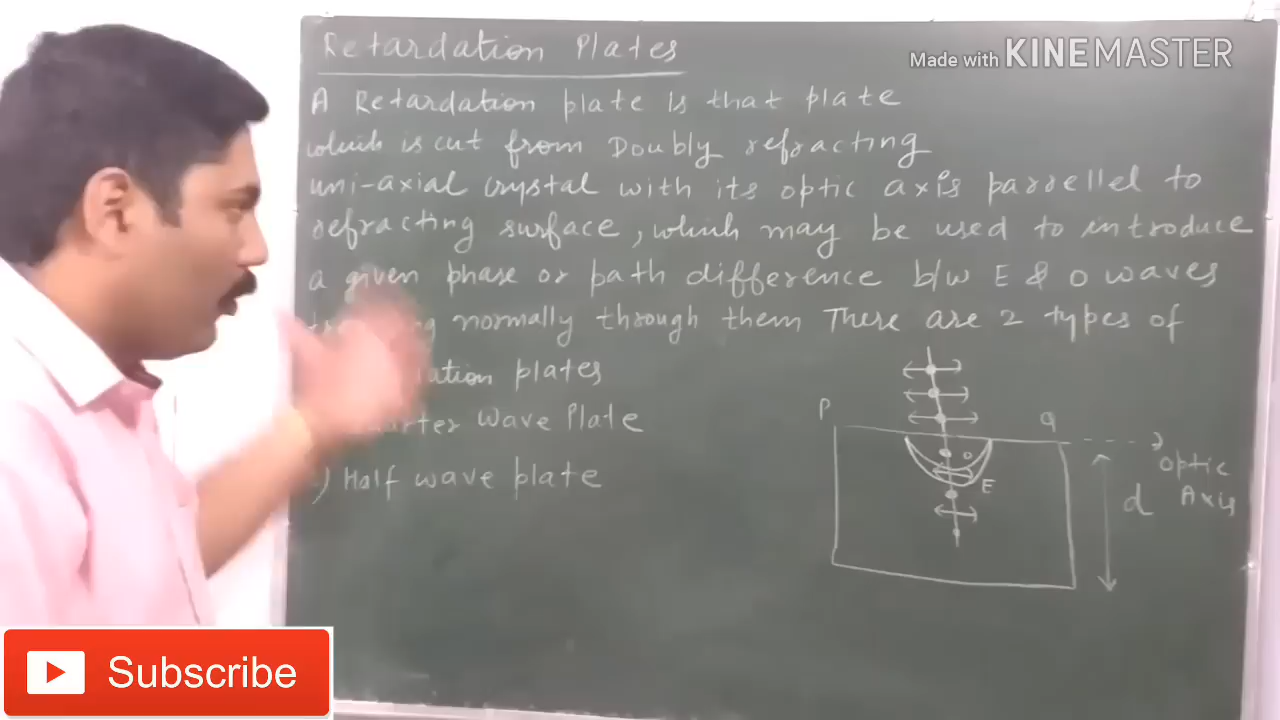 Retardation Plates
Made with KINEMASTER
A Retardation plate is that plate
which is cut from Doubly refracting
uni-axial crystal with its optic axis parrellel to
refracting surface, which may be used to introduce
a given phase or path difference b/w E & O waves
normally through them There are 2 types of
plates
Wave Plate
) Half wave plate
P
Q
O
E
d
optic
Axis
Subscribe